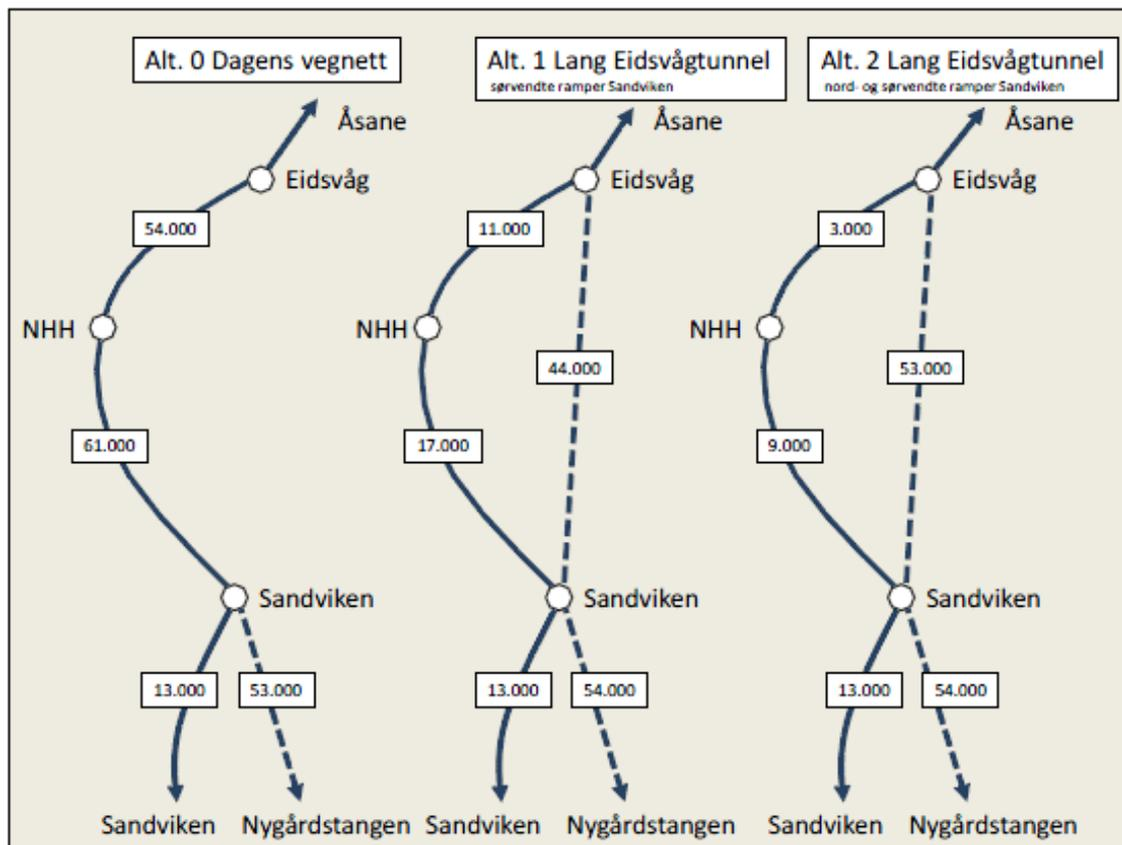 Alt. 0 Dagens vegnett
Åsane
Eidsvåg
54.000
NHH
61.000
Sandviken
13.000
53.000
Sandviken
Nygårdstangen
Alt. 1 Lang Eidsvågtunnel
sørvendte ramper Sandviken
Åsane
Eidsvåg
11.000
NHH
44.000
17.000
Sandviken
13.000
54.000
Sandviken
Nygårdstangen
Alt. 2 Lang Eidsvågtunnel
nord- og sørvendte ramper Sandviken
Åsane
Eidsvåg
3.000
NHH
53.000
9.000
Sandviken
13.000
54.000
Sandviken
Nygårdstangen